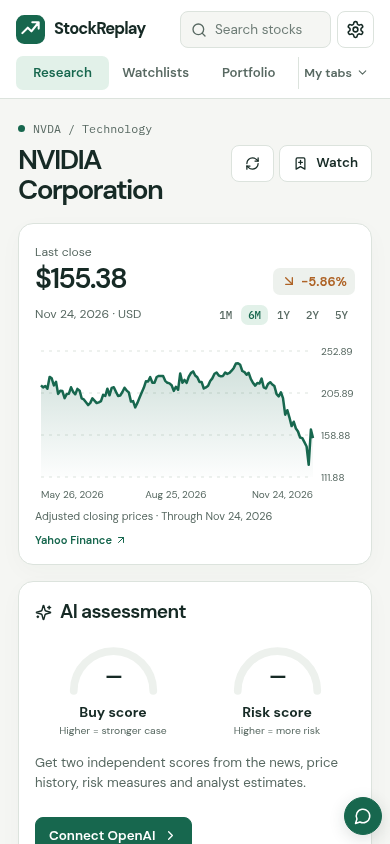 StockReplay
Search stocks
Research
Watchlists
Portfolio
My tabs
NVDA / Technology
NVIDIA
Corporation
Watch
Last close
$155.38
-5.86%
Nov 24, 2026 · USD
1M
6M
1Y
2Y
5Y
252.89
205.89
158.88
111.88
May 26, 2026
Aug 25, 2026
Nov 24, 2026
Adjusted closing prices · Through Nov 24, 2026
Yahoo Finance
AI assessment
—
—
Buy score
Risk score
Higher = stronger case
Higher = more risk
Get two independent scores from the news, price
history, risk measures and analyst estimates.
Connect OpenAI